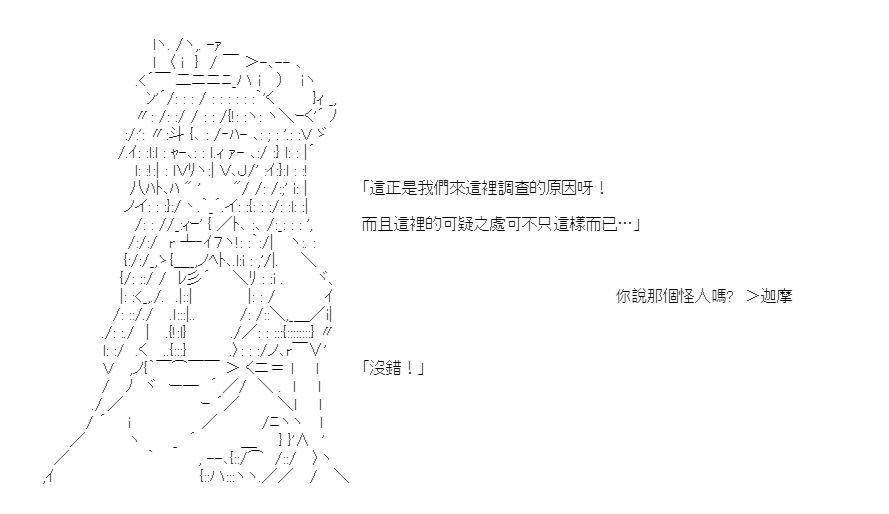 「這正是我們來這裡調查的原因呀！
而且這裡的可疑之處可不只這樣而已…」
你說那個怪人嗎?　＞迦摩
「沒錯！」